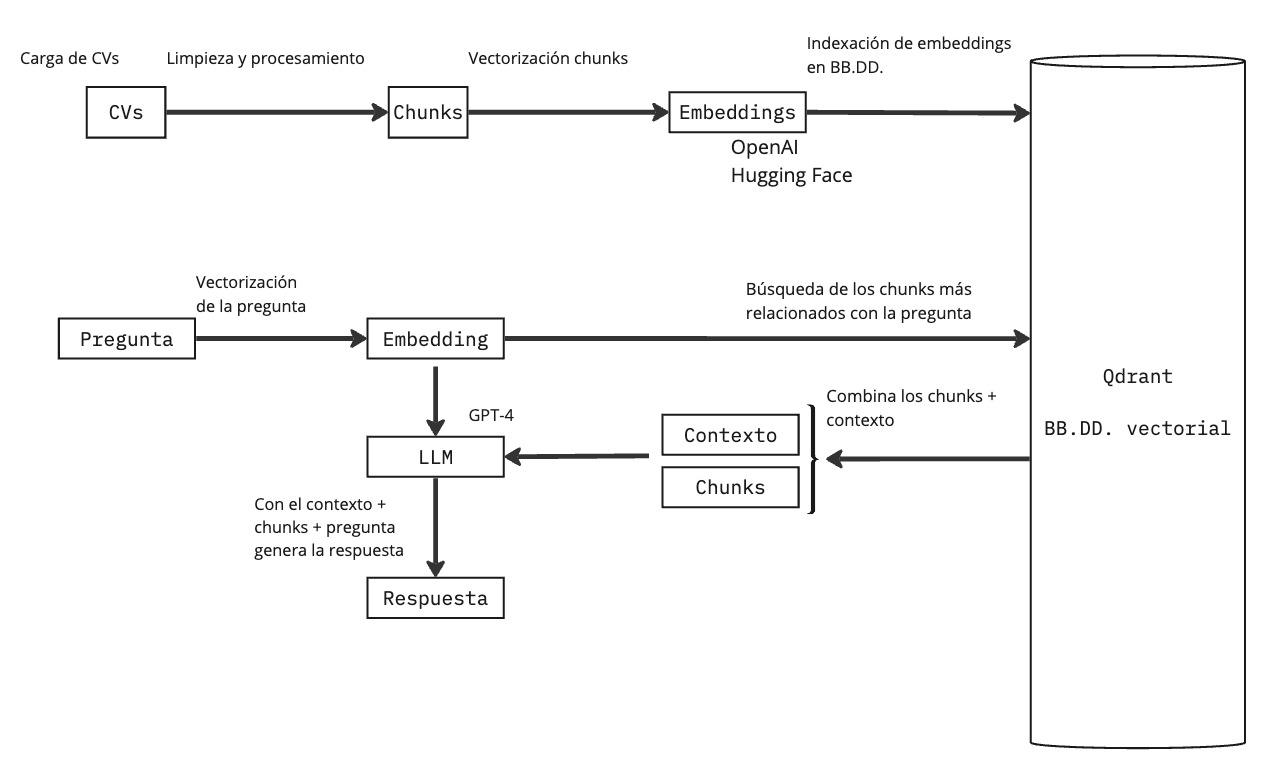 Carga de CVs
Limpieza y procesamiento
Vectorización chunks
Indexación de embeddings
en BB.DD.
CVs
Chunks
Embeddings
OpenAI
Hugging Face
Vectorización
de la pregunta
Búsqueda de los chunks más
relacionados con la pregunta
Pregunta
Embedding
Qdrant
BB.DD. vectorial
GPT-4
Combina los chunks +
contexto
Contexto
Chunks
LLM
Con el contexto +
chunks + pregunta
genera la respuesta
Respuesta